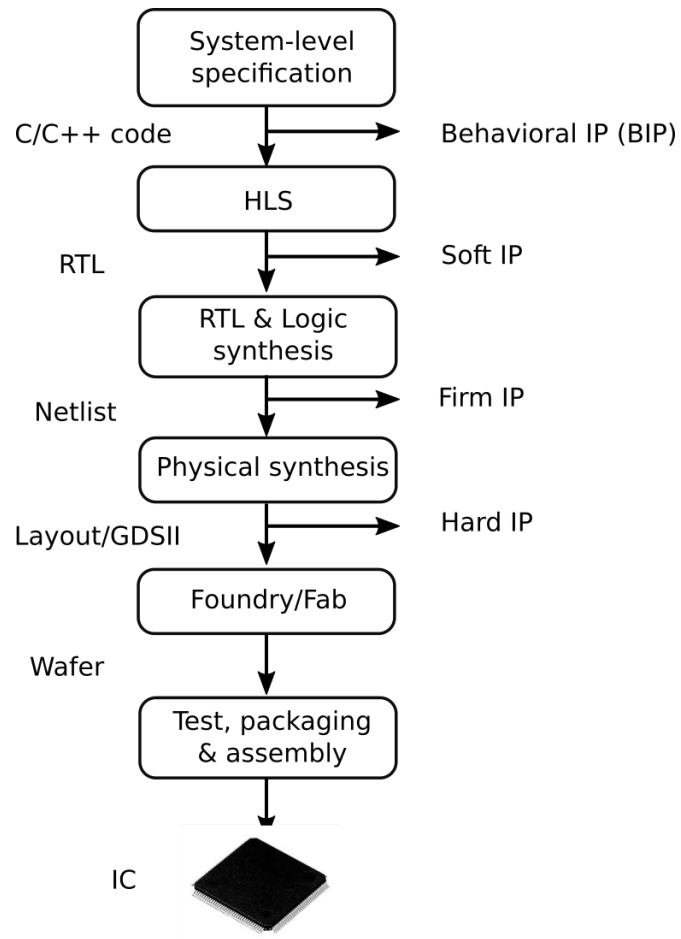 System-level
specification
C/C++ code
Behavioral IP (BIP)
HLS
RTL
Soft IP
RTL & Logic
synthesis
Netlist
Firm IP
Physical synthesis
Layout/GDSII
Hard IP
Foundry/Fab
Wafer
Test, packaging
& assembly
IC